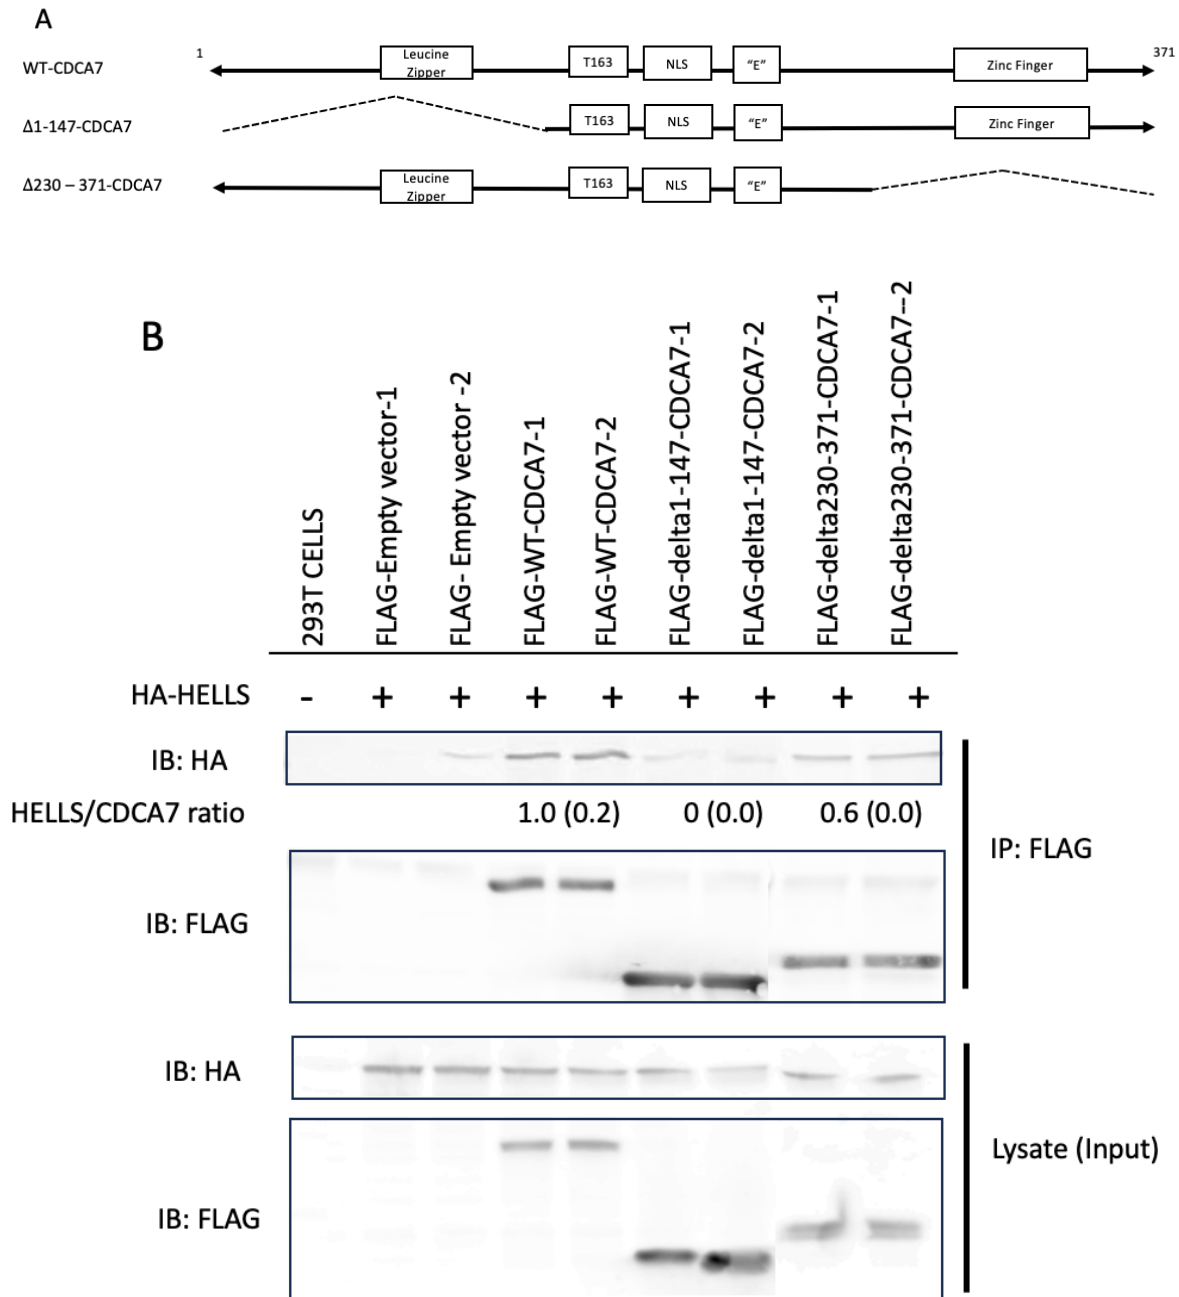 A
1
371
WT-CDCA7
Leucine
Zipper
T163
NLS
“E”
Zinc Finger
Δ1-147-CDCA7
T163
NLS
“E”
Zinc Finger
Δ230 – 371-CDCA7
Leucine
Zipper
T163
NLS
“E”
B
293T CELLS
FLAG-Empty vector-1
FLAG- Empty vector -2
FLAG-WT-CDCA7-1
FLAG-WT-CDCA7-2
FLAG-delta1-147-CDCA7-1
FLAG-delta1-147-CDCA7-2
FLAG-delta230-371-CDCA7-1
FLAG-delta230-371-CDCA7--2
HA-HELLS - + + + + + + + +
IB: HA
HELLS/CDCA7 ratio 1.0 (0.2) 0 (0.0) 0.6 (0.0)
IP: FLAG
IB: FLAG
IB: HA
Lysate (Input)
IB: FLAG